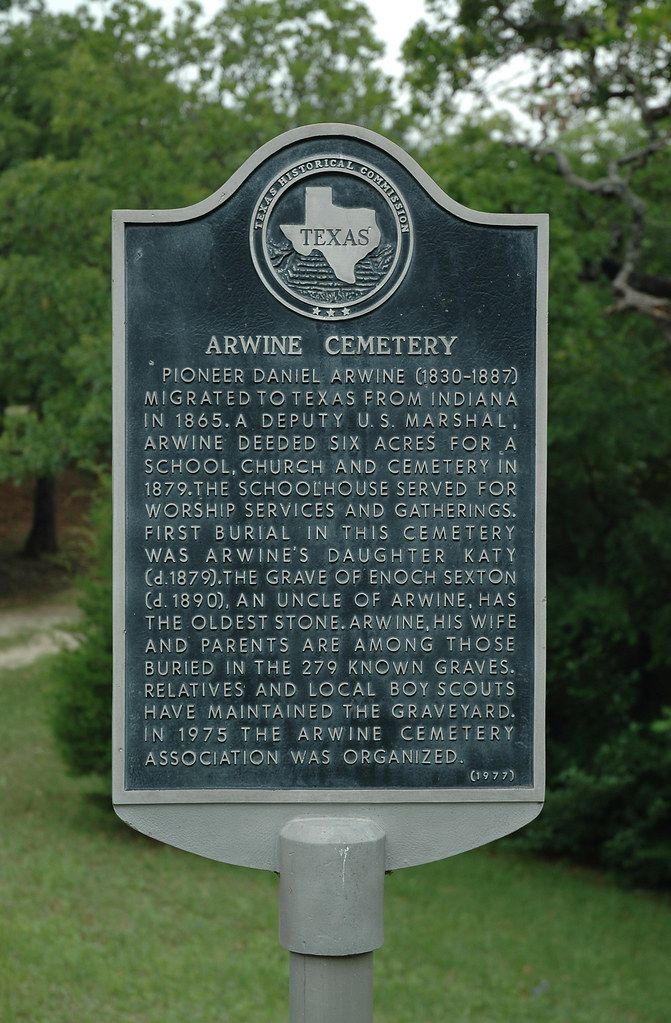 TEXAS HISTORICAL COMMISSION
TEXAS
ARWINE CEMETERY
PIONEER DANIEL ARWINE (1830-1887)
MIGRATED TO TEXAS FROM INDIANA
IN 1865. A DEPUTY U.S. MARSHAL,
ARWINE DEEDED SIX ACRES FOR A
SCHOOL, CHURCH AND CEMETERY IN
1879. THE SCHOOLHOUSE SERVED FOR
WORSHIP SERVICES AND GATHERINGS.
FIRST BURIAL IN THIS CEMETERY
WAS ARWINE'S DAUGHTER KATY
(d. 1879). THE GRAVE OF ENOCH SEXTON
(d. 1890), AN UNCLE OF ARWINE, HAS
THE OLDEST STONE. ARWINE, HIS WIFE
AND PARENTS ARE AMONG THOSE
BURIED IN THE 279 KNOWN GRAVES.
RELATIVES AND LOCAL BOY SCOUTS
HAVE MAINTAINED THE GRAVEYARD.
IN 1975 THE ARWINE CEMETERY
ASSOCIATION WAS ORGANIZED.
(1977)